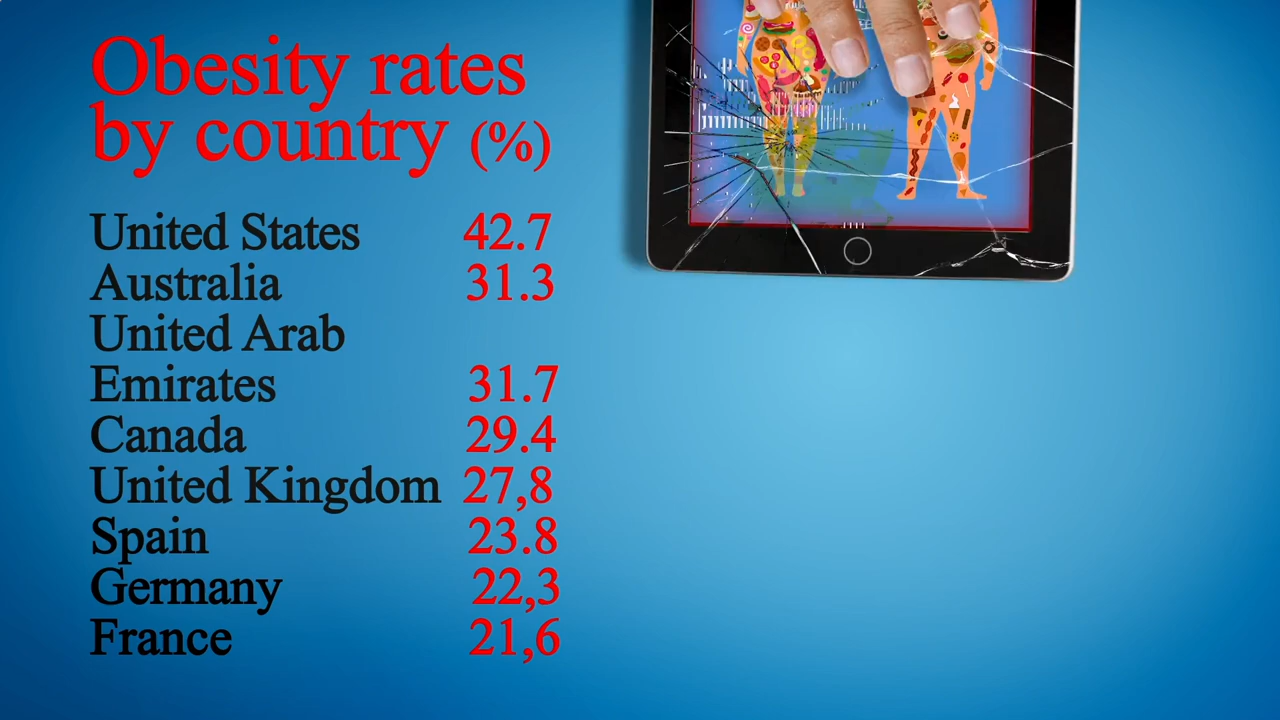 Obesity rates
by country (%)
United States 42.7
Australia 31.3
United Arab
Emirates 31.7
Canada 29.4
United Kingdom 27,8
Spain 23.8
Germany 22,3
France 21,6